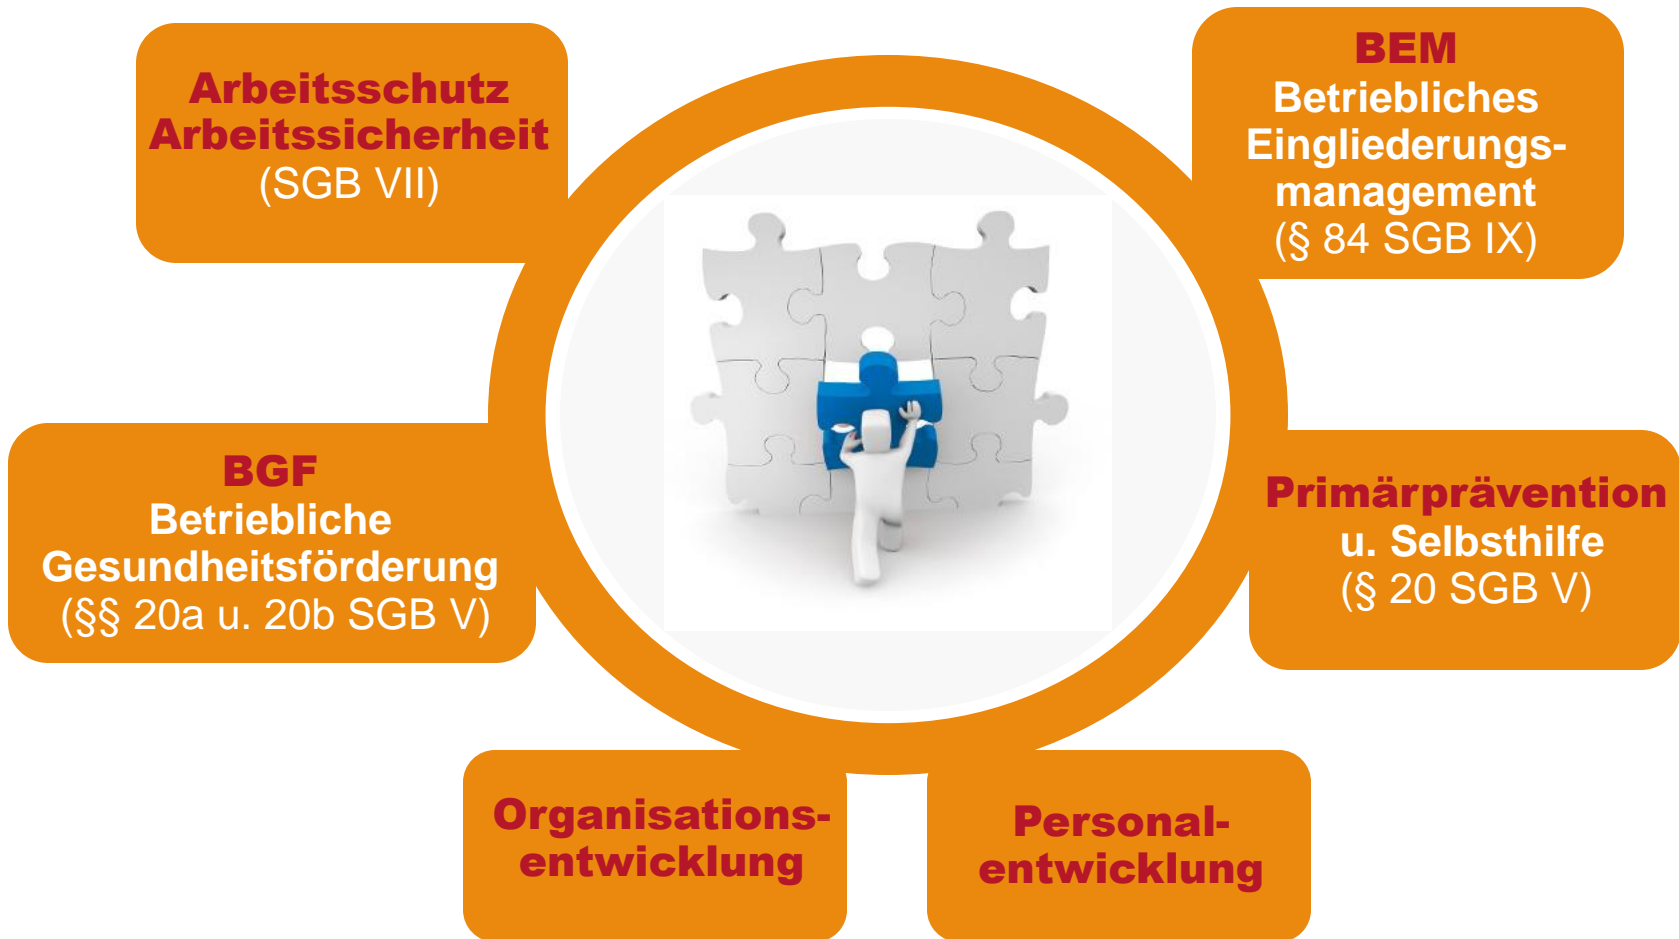 Arbeitsschutz
Arbeitssicherheit
(SGB VII)
BEM
Betriebliches
Eingliederungs-
management
(§ 84 SGB IX)
BGF
Betriebliche
Gesundheitsförderung
(§§ 20a u. 20b SGB V)
Primärprävention
u. Selbsthilfe
(§ 20 SGB V)
Organisations-
entwicklung
Personal-
entwicklung